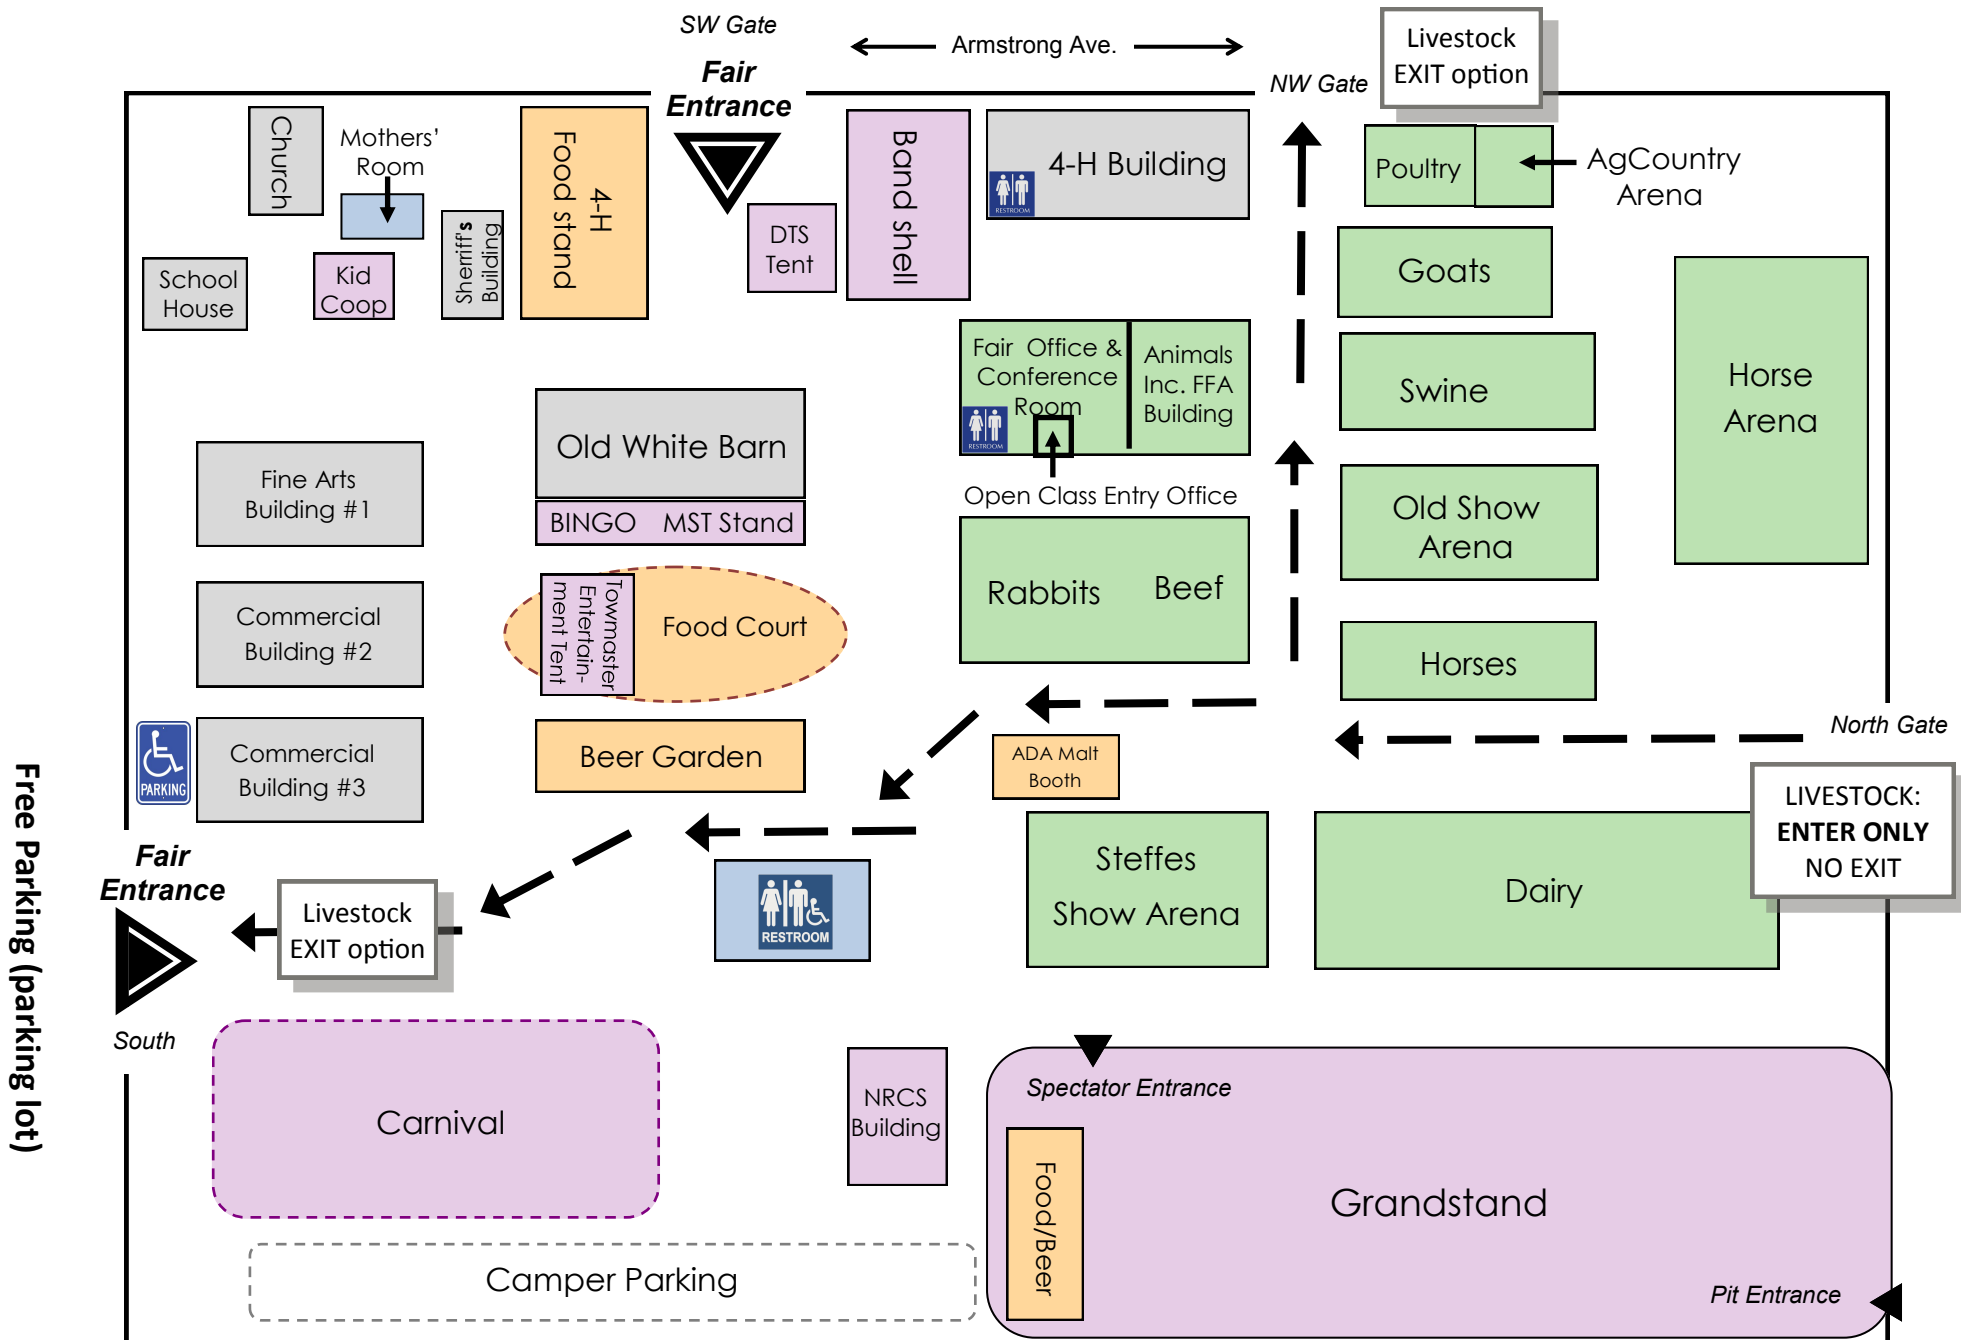 SW Gate
Armstrong Ave.
Livestock
EXIT option
Fair
Entrance
NW Gate
Church
Mothers'
Room
4-H
Food stand
Band shell
4-H Building
RESTROOM
Poultry
AgCountry
Arena
Sherriff's
Building
DTS
Tent
School
House
Kid
Coop
Goats
Fair Office &
Conference
Room
RESTROOM
Animals
Inc. FFA
Building
Swine
Horse
Arena
Old White Barn
Fine Arts
Building #1
Open Class Entry Office
BINGO MST Stand
Old Show
Arena
Towmaster
Entertain-
ment Tent
Food Court
Rabbits
Beef
Commercial
Building #2
Horses
North Gate
PARKING
Commercial
Building #3
Beer Garden
ADA Malt
Booth
LIVESTOCK:
ENTER ONLY
NO EXIT
Free Parking (parking lot)
Fair
Entrance
Livestock
EXIT option
RESTROOM
Steffes
Show Arena
Dairy
South
Carnival
NRCS
Building
Spectator Entrance
Food/Beer
Grandstand
Camper Parking
Pit Entrance